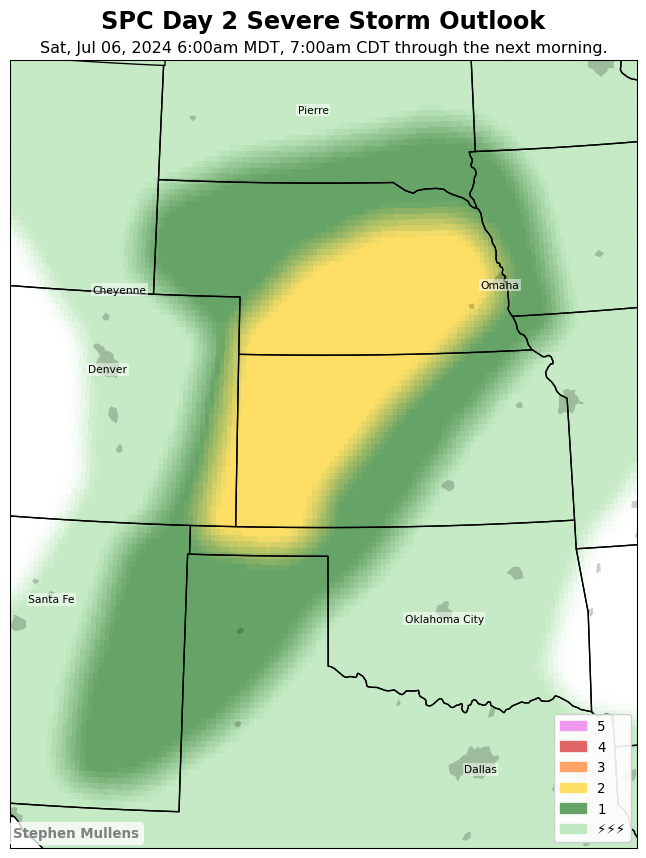 SPC Day 2 Severe Storm Outlook
Sat, Jul 06, 2024 6:00am MDT, 7:00am CDT through the next morning.
Pierre
Cheyenne
Omaha
Denver
Santa Fe
Oklahoma City
Dallas
5
4
3
2
1
⚡⚡⚡
Stephen Mullens